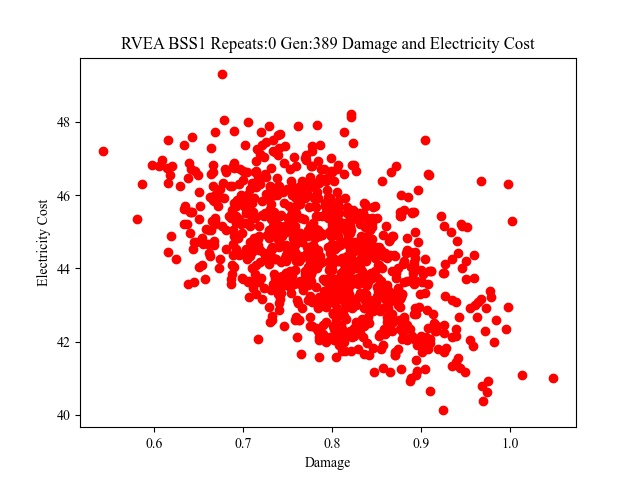 RVEA BSS1 Repeats:0 Gen:389 Damage and Electricity Cost
48
46
44
42
40
Electricity Cost
0.6 0.7 0.8 0.9 1.0
Damage